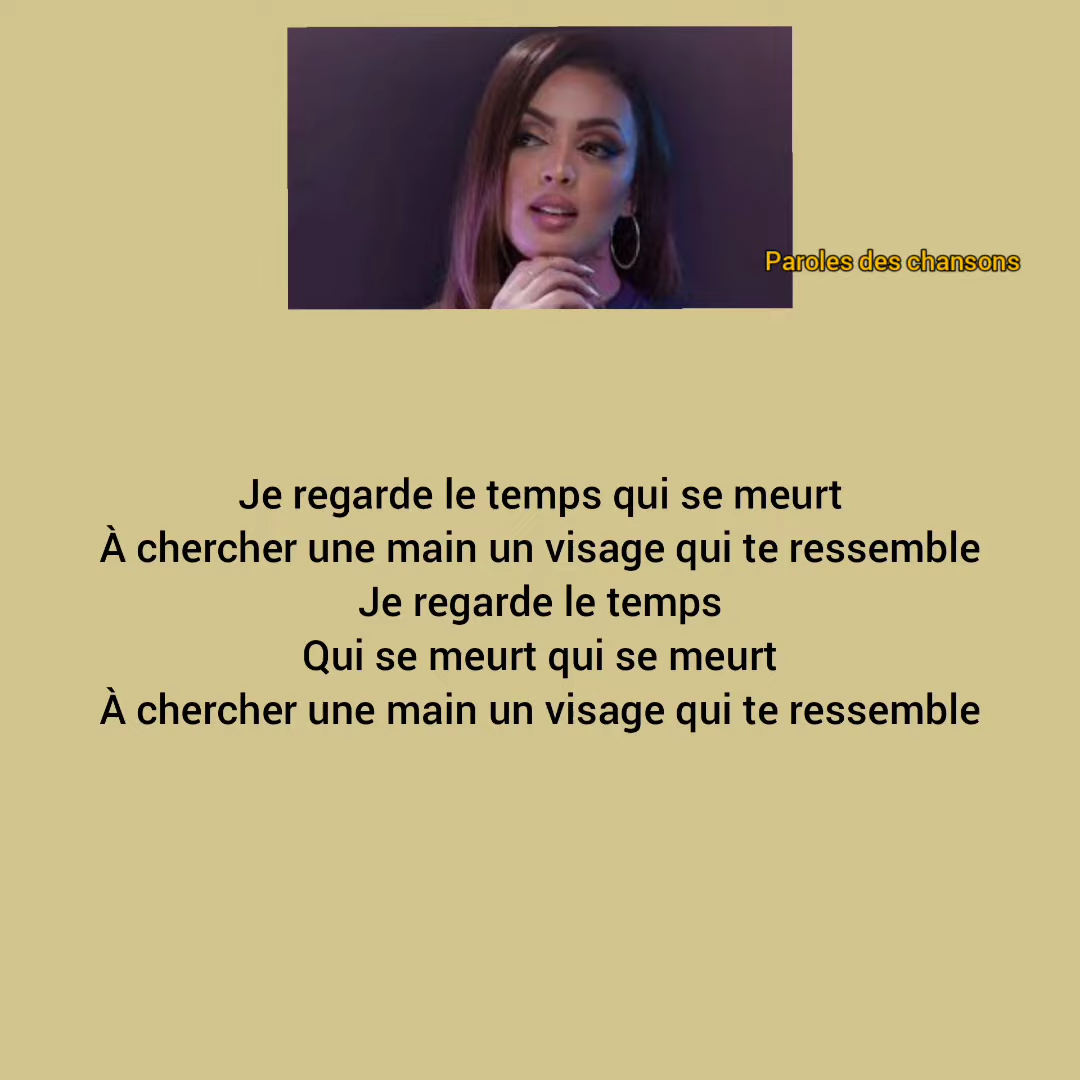 Paroles des chansons
Je regarde le temps qui se meurt
À chercher une main un visage qui te ressemble
Je regarde le temps
Qui se meurt qui se meurt
À chercher une main un visage qui te ressemble